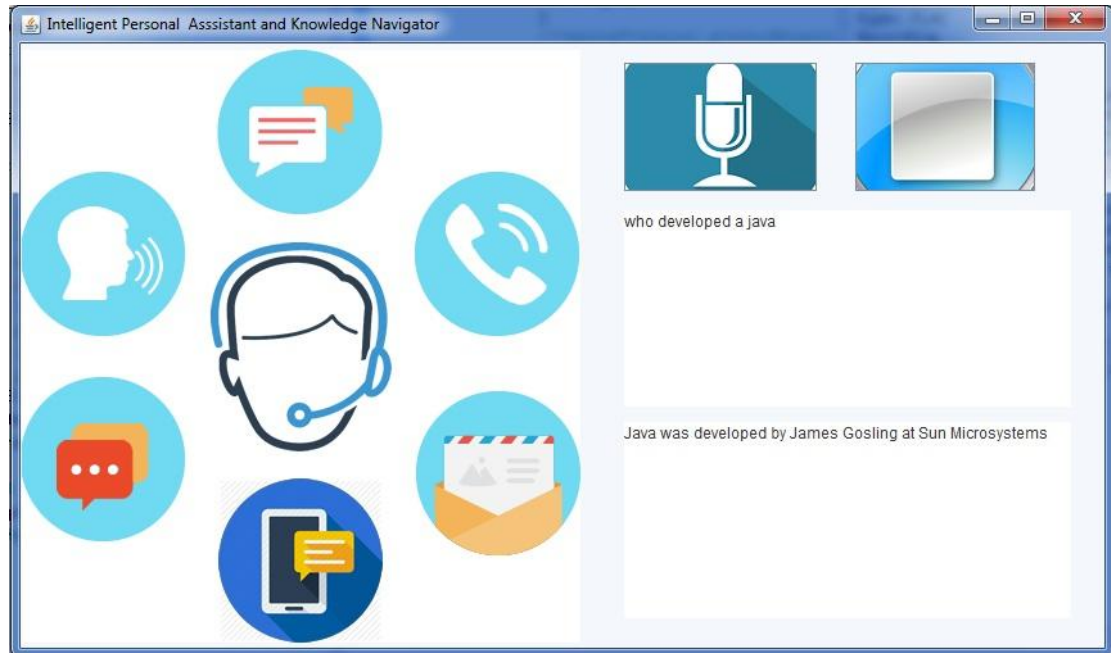 Intelligent Personal  Asssistant and Knowledge Navigator
who developed a java
Java was developed by James Gosling at Sun Microsystems